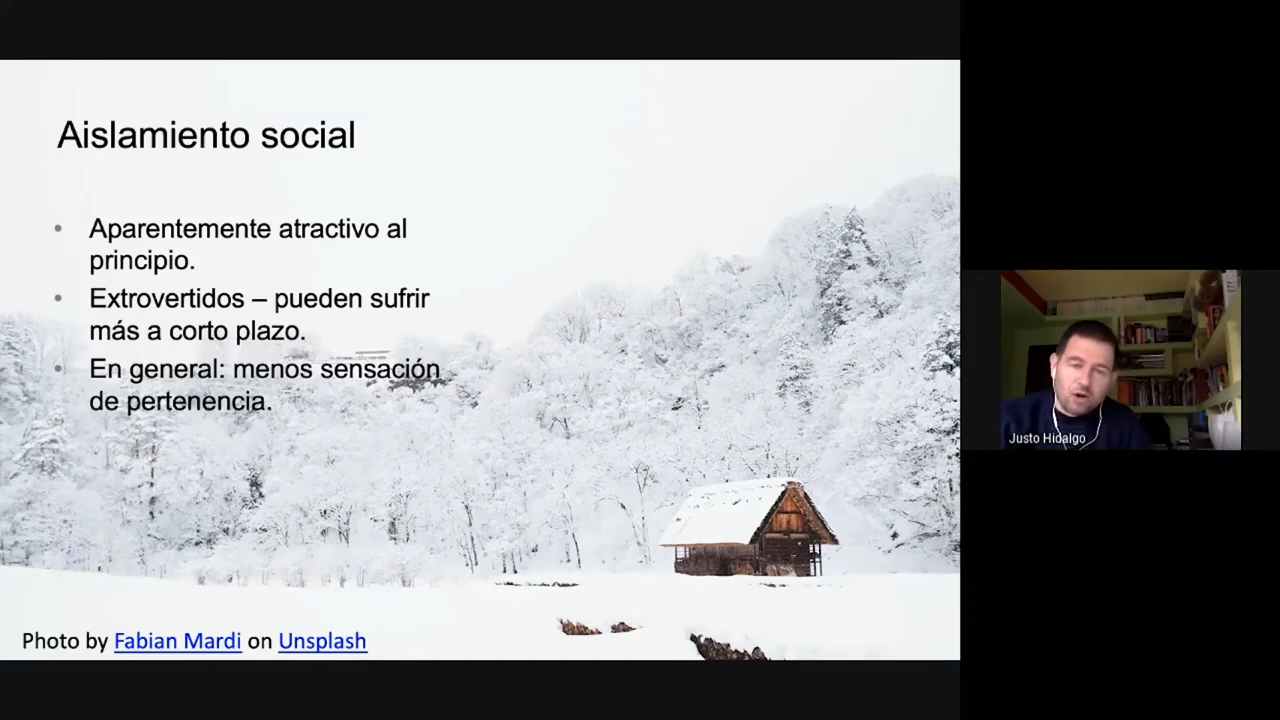 Aislamiento social
• Aparentemente atractivo al
principio.
• Extrovertidos – pueden sufrir
más a corto plazo.
• En general: menos sensación
de pertenencia.
Photo by Fabian Mardi on Unsplash
Justo Hidalgo